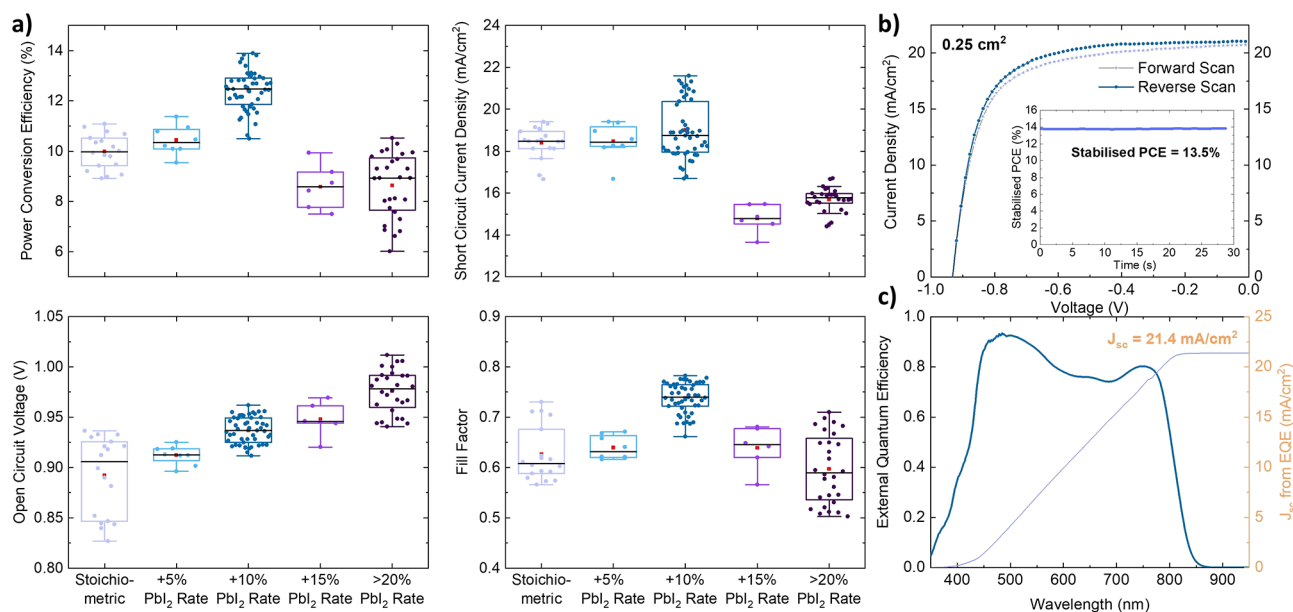 a)
Power Conversion Efficiency (%)
14
12
10
8
6
Short Circuit Current Density (mA/cm²)
24
22
20
18
16
14
12
Open Circuit Voltage (V)
1.05
1.00
0.95
0.90
0.85
0.80
Stoichio-
metric
+5%
PbI₂ Rate
+10%
PbI₂ Rate
+15%
PbI₂ Rate
>20%
PbI₂ Rate
Fill Factor
0.9
0.8
0.7
0.6
0.5
0.4
Stoichio-
metric
+5%
PbI₂ Rate
+10%
PbI₂ Rate
+15%
PbI₂ Rate
>20%
PbI₂ Rate
b)
0.25 cm²
Current Density (mA/cm²)
20
15
10
5
0
20
15
10
5
0
Forward Scan
Reverse Scan
Stabilised PCE (%)
16
14
12
10
8
6
4
2
0
Stabilised PCE = 13.5%
0 5 10 15 20 25 30
Time (s)
-1.0 -0.8 -0.6 -0.4 -0.2 0.0
Voltage (V)
c)
External Quantum Efficiency
1.0
0.8
0.6
0.4
0.2
0.0
Jsc = 21.4 mA/cm²
25
20
15
10
5
0
Jsc from EQE (mA/cm²)
400 500 600 700 800 900
Wavelength (nm)